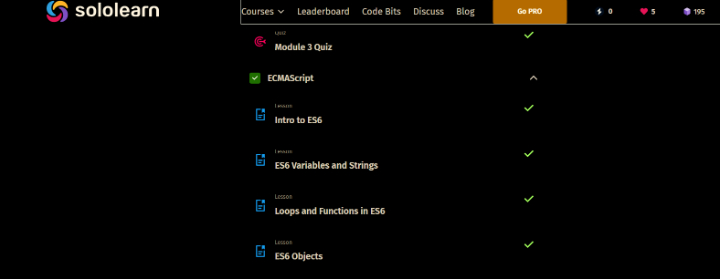 sololearn
Courses Leaderboard Code Bits Discuss Blog Go PRO 0 5 195
Module 3 Quiz
ECMAScript
Lesson
Intro to ES6
Lesson
ES6 Variables and Strings
Lesson
Loops and Functions in ES6
Lesson
ES6 Objects